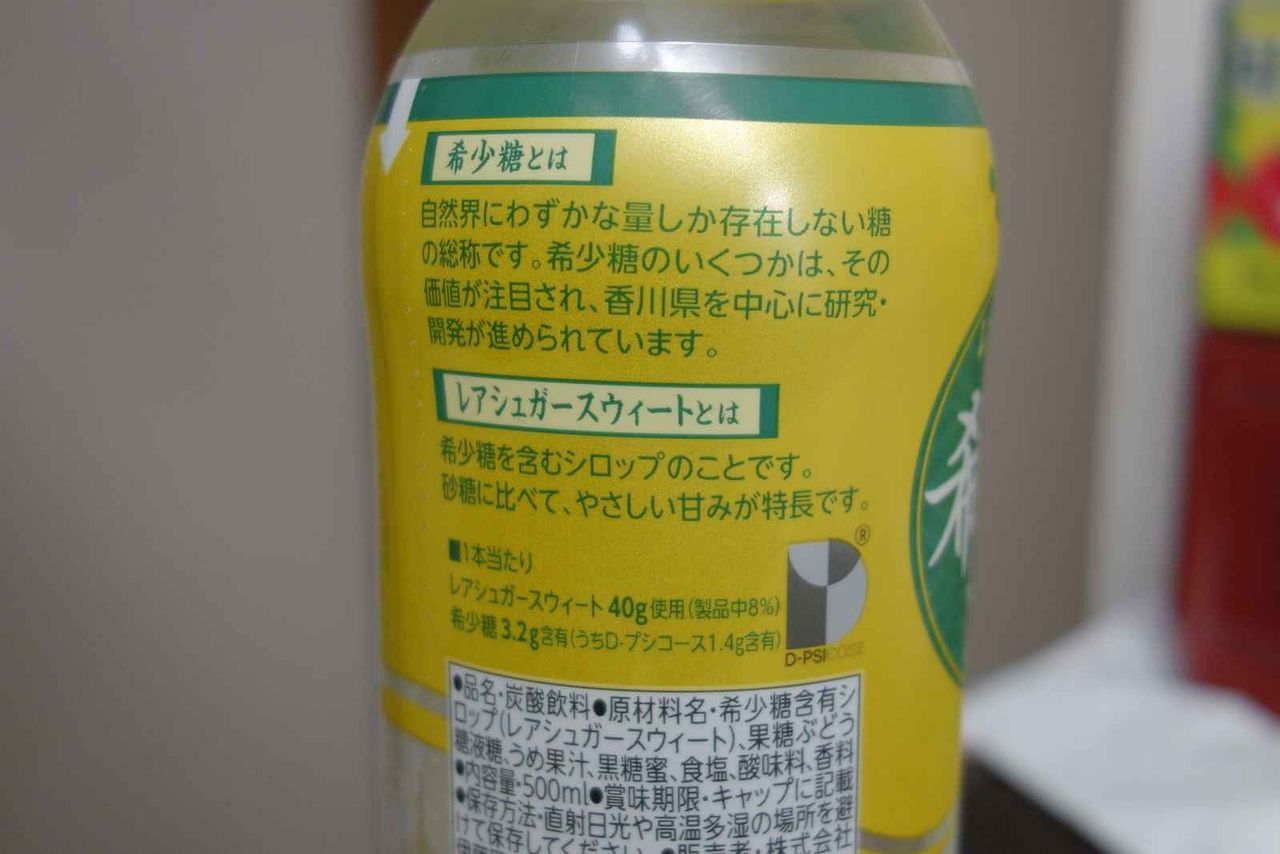 希少糖とは
自然界にわずかな量しか存在しない糖
の総称です。希少糖のいくつかは、その
価値が注目され、香川県を中心に研究・
開発が進められています。
レアシュガースウィートとは
希少糖を含むシロップのことです。
砂糖に比べて、やさしい甘みが特長です。
■1本当たり
レアシュガースウィート40g使用(製品中8%)
希少糖3.2g含有(うちD-プシコース1.4g含有)
®
D-PSICOSE
希
●品名・炭酸飲料●原材料名・希少糖含有シ
ロップ(レアシュガースウィート)、果糖ぶどう
糖液糖、うめ果汁、黒糖蜜、食塩、酸味料、香料
●内容量・500ml●賞味期限・キャップに記載
●保存方法・直射日光や高温多湿の場所を避
けて保存してください。●販売者・株式会社